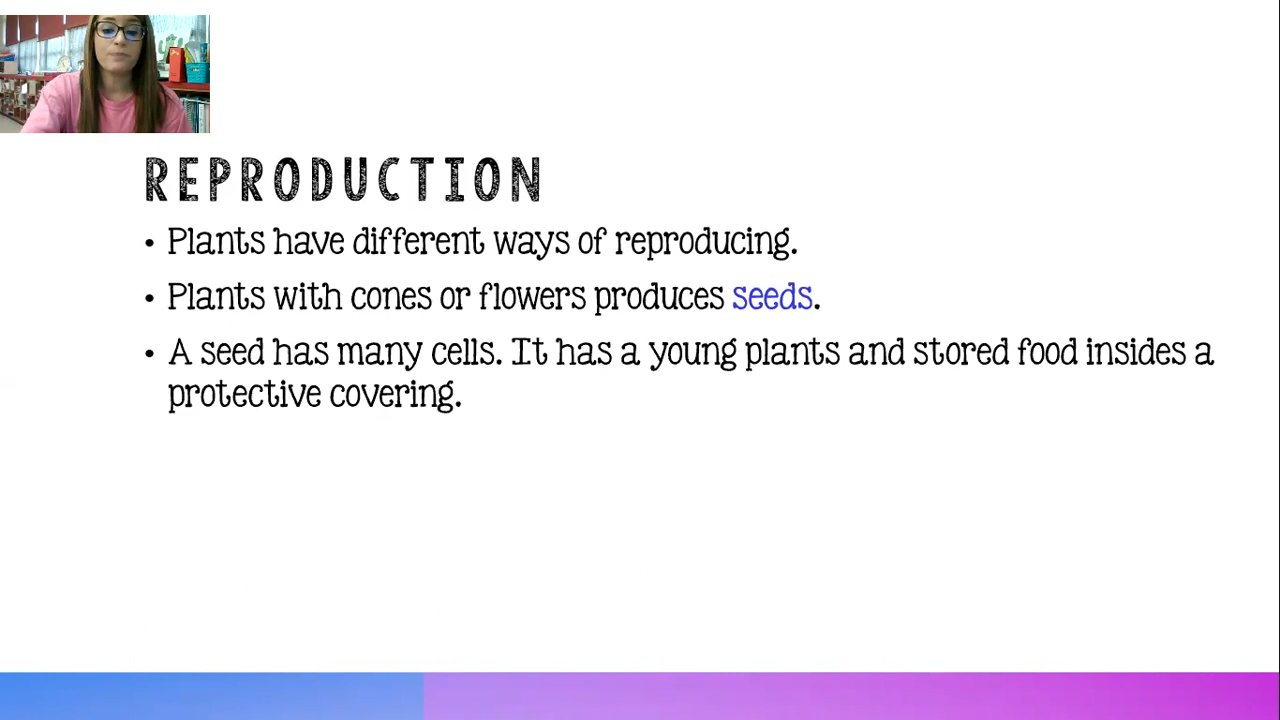 REPRODUCTION
• Plants have different ways of reproducing.
• Plants with cones or flowers produces seeds.
• A seed has many cells. It has a young plants and stored food insides a
protective covering.